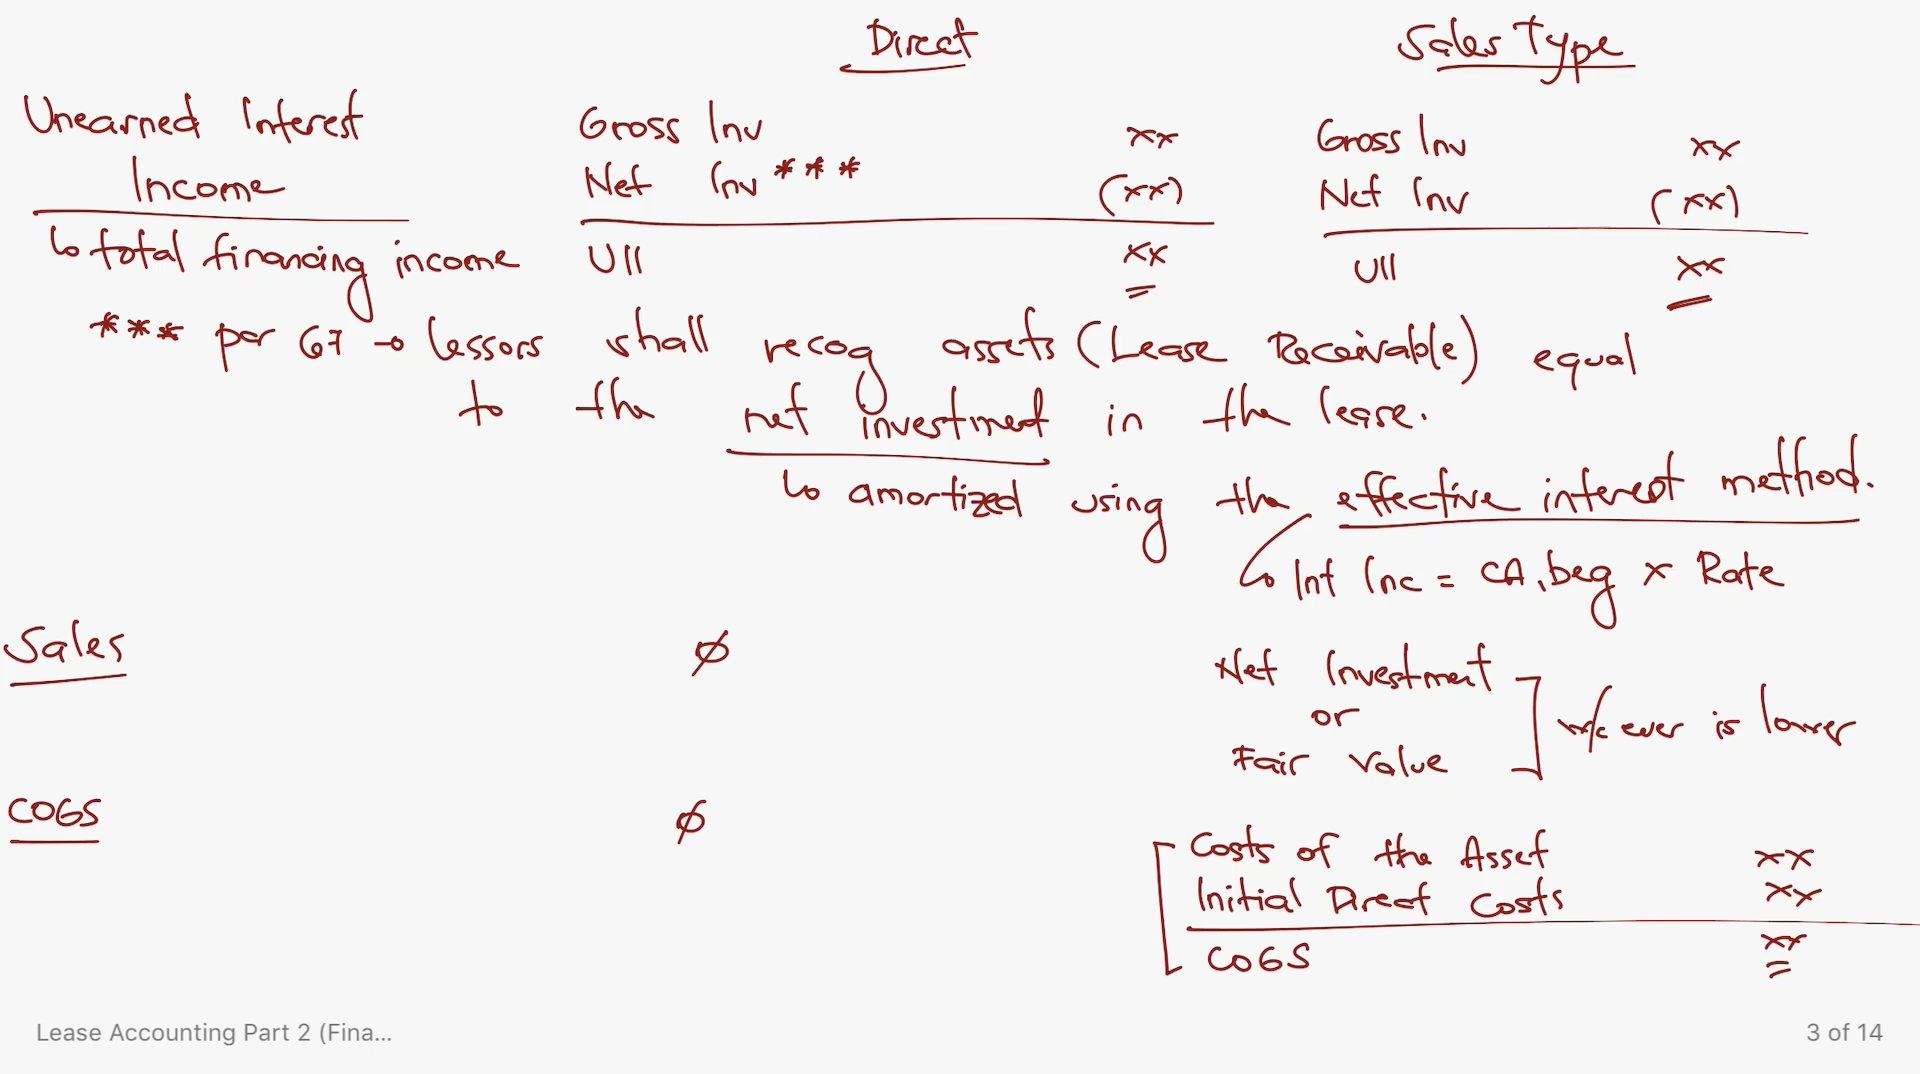 Direct
Sales Type
Unearned Interest
Income
↳ total financing income
Gross Inv xx
Net Inv *** (xx)
UII xx
Gross Inv xx
Net Inv (xx)
UII xx
*** per 67 → lessors shall recog assets (Lease Receivable) equal
to the net investment in the lease.
↳ amortized using the effective interest method.
↳ Int Inc = CA, beg x Rate
Sales
Ø
Net Investment
or
Fair Value
w/c ever is lower
COGS
Ø
Costs of the Asset xx
Initial Direct Costs xx
COGS xx
Lease Accounting Part 2 (Fina...
3 of 14